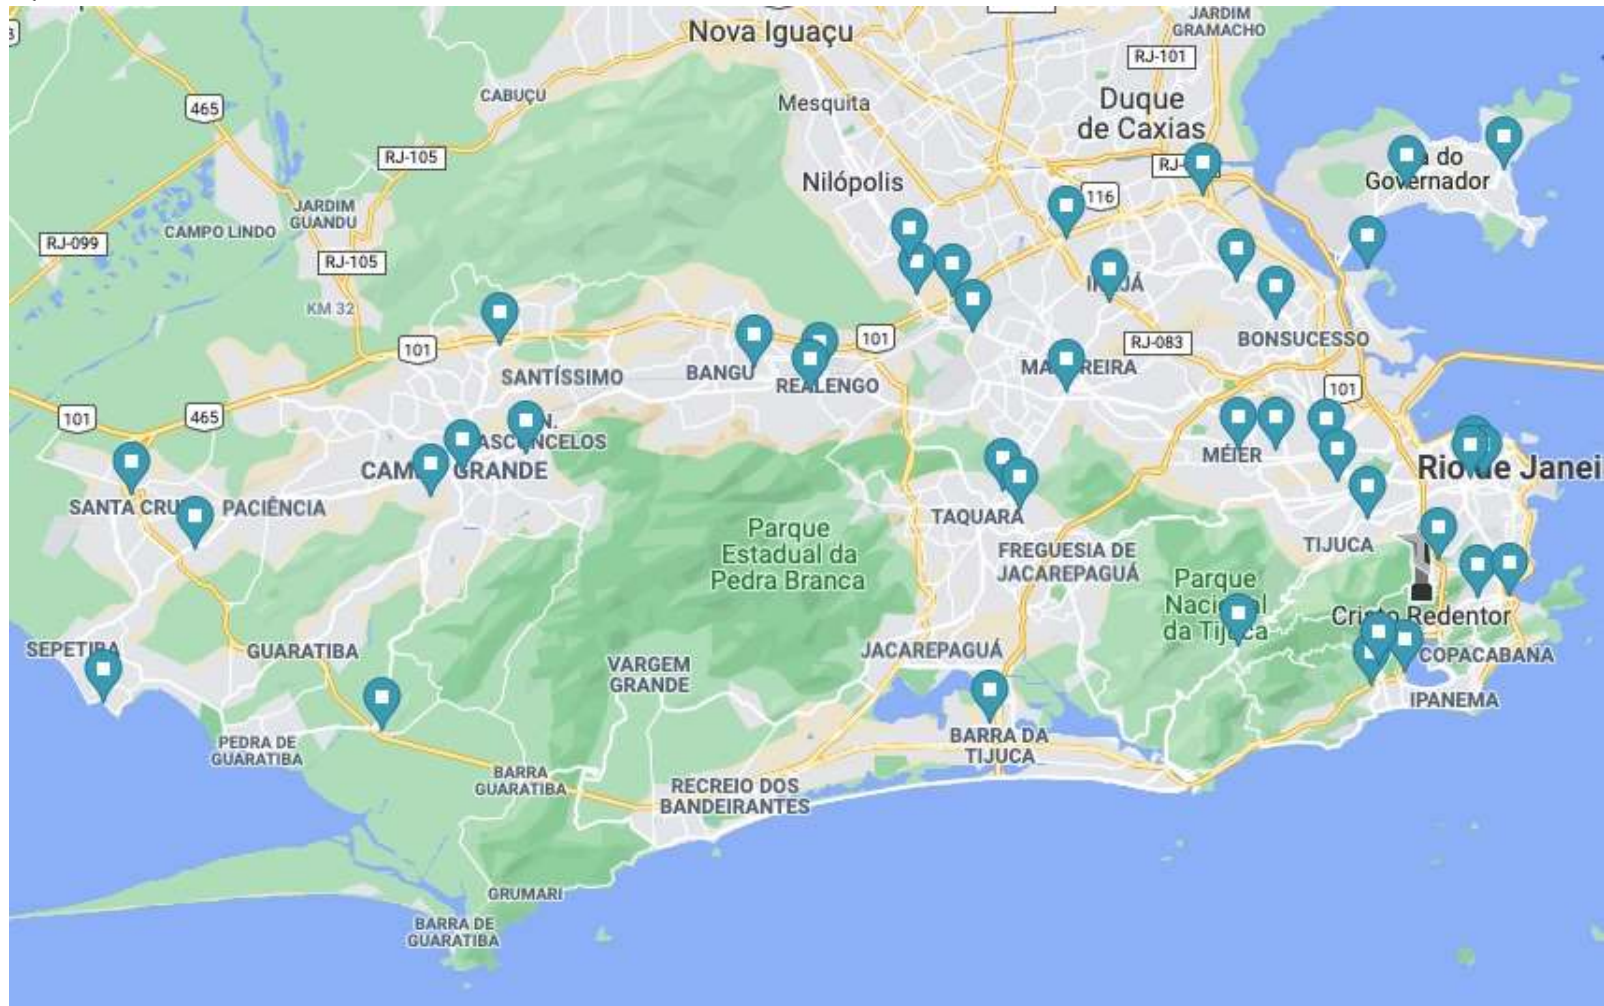 JARDIM
GRAMACHO
Nova Iguaçu
RJ-101
CABUÇU
Mesquita
Duque
de Caxias
465
RJ-105
116
Nilópolis
Governador
JARDIM
GUANDU
CAMPO LINDO
RJ-099
RJ-105
KM 32
101
101
RJ-083
BONSUCESSO
SANTÍSSIMO
BANGU
REALENGO
101
465
101
MÉIER
CAMP GRANDE
Rio de Janei
SANTA CRU
PACIÊNCIA
TAQUARA
Parque
Estadual da
Pedra Branca
FREGUESIA DE
JACAREPAGUÁ
TIJUCA
Parque
da Tijuca
Cristo Redentor
SEPETIBA
GUARATIBA
VARGEM
GRANDE
JACAREPAGUÁ
COPACABANA
IPANEMA
PEDRA DE
GUARATIBA
BARRA
GUARATIBA
BARRA DA
TIJUCA
RECREIO DOS
BANDEIRANTES
GRUMARI
BARRA DE
GUARATIBA